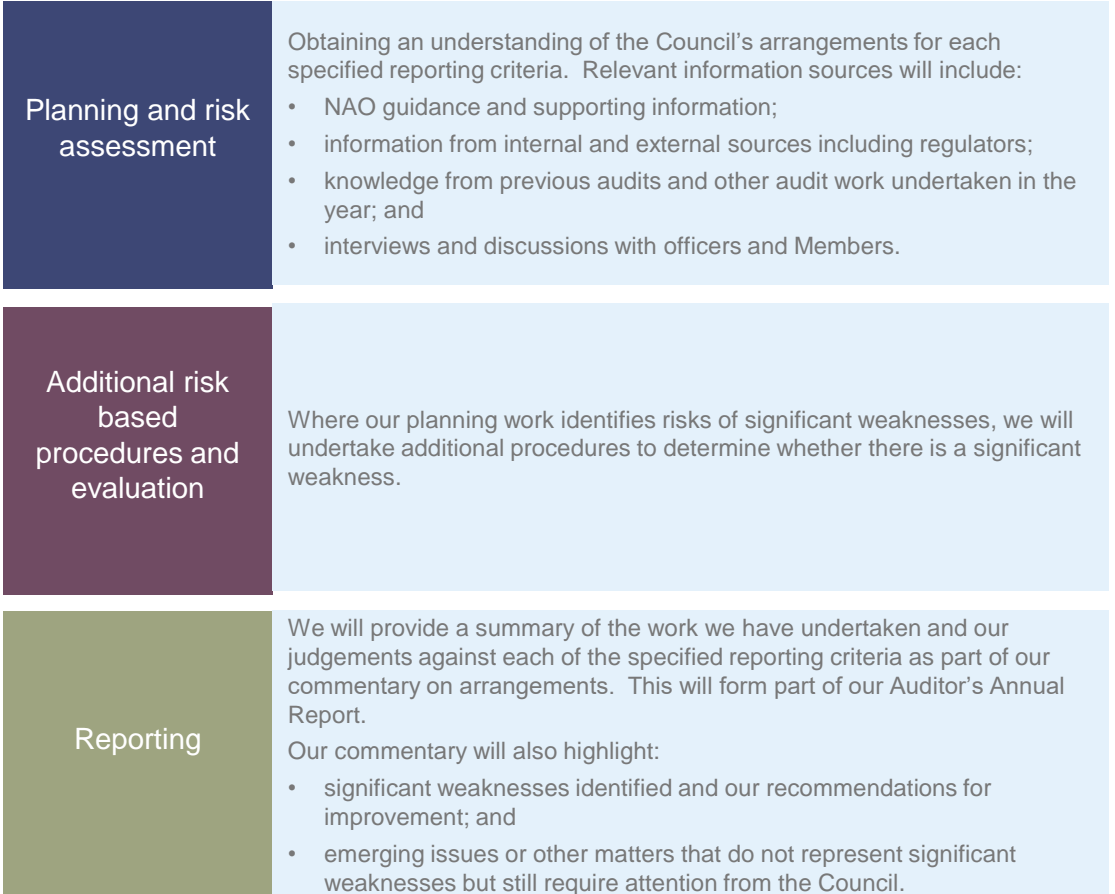 Planning and risk
assessment
Obtaining an understanding of the Council’s arrangements for each
specified reporting criteria.  Relevant information sources will include:
• NAO guidance and supporting information;
• information from internal and external sources including regulators;
• knowledge from previous audits and other audit work undertaken in the
year; and
• interviews and discussions with officers and Members.
Additional risk
based
procedures and
evaluation
Where our planning work identifies risks of significant weaknesses, we will
undertake additional procedures to determine whether there is a significant
weakness.
Reporting
We will provide a summary of the work we have undertaken and our
judgements against each of the specified reporting criteria as part of our
commentary on arrangements.  This will form part of our Auditor’s Annual
Report.
Our commentary will also highlight:
• significant weaknesses identified and our recommendations for
improvement; and
• emerging issues or other matters that do not represent significant
weaknesses but still require attention from the Council.